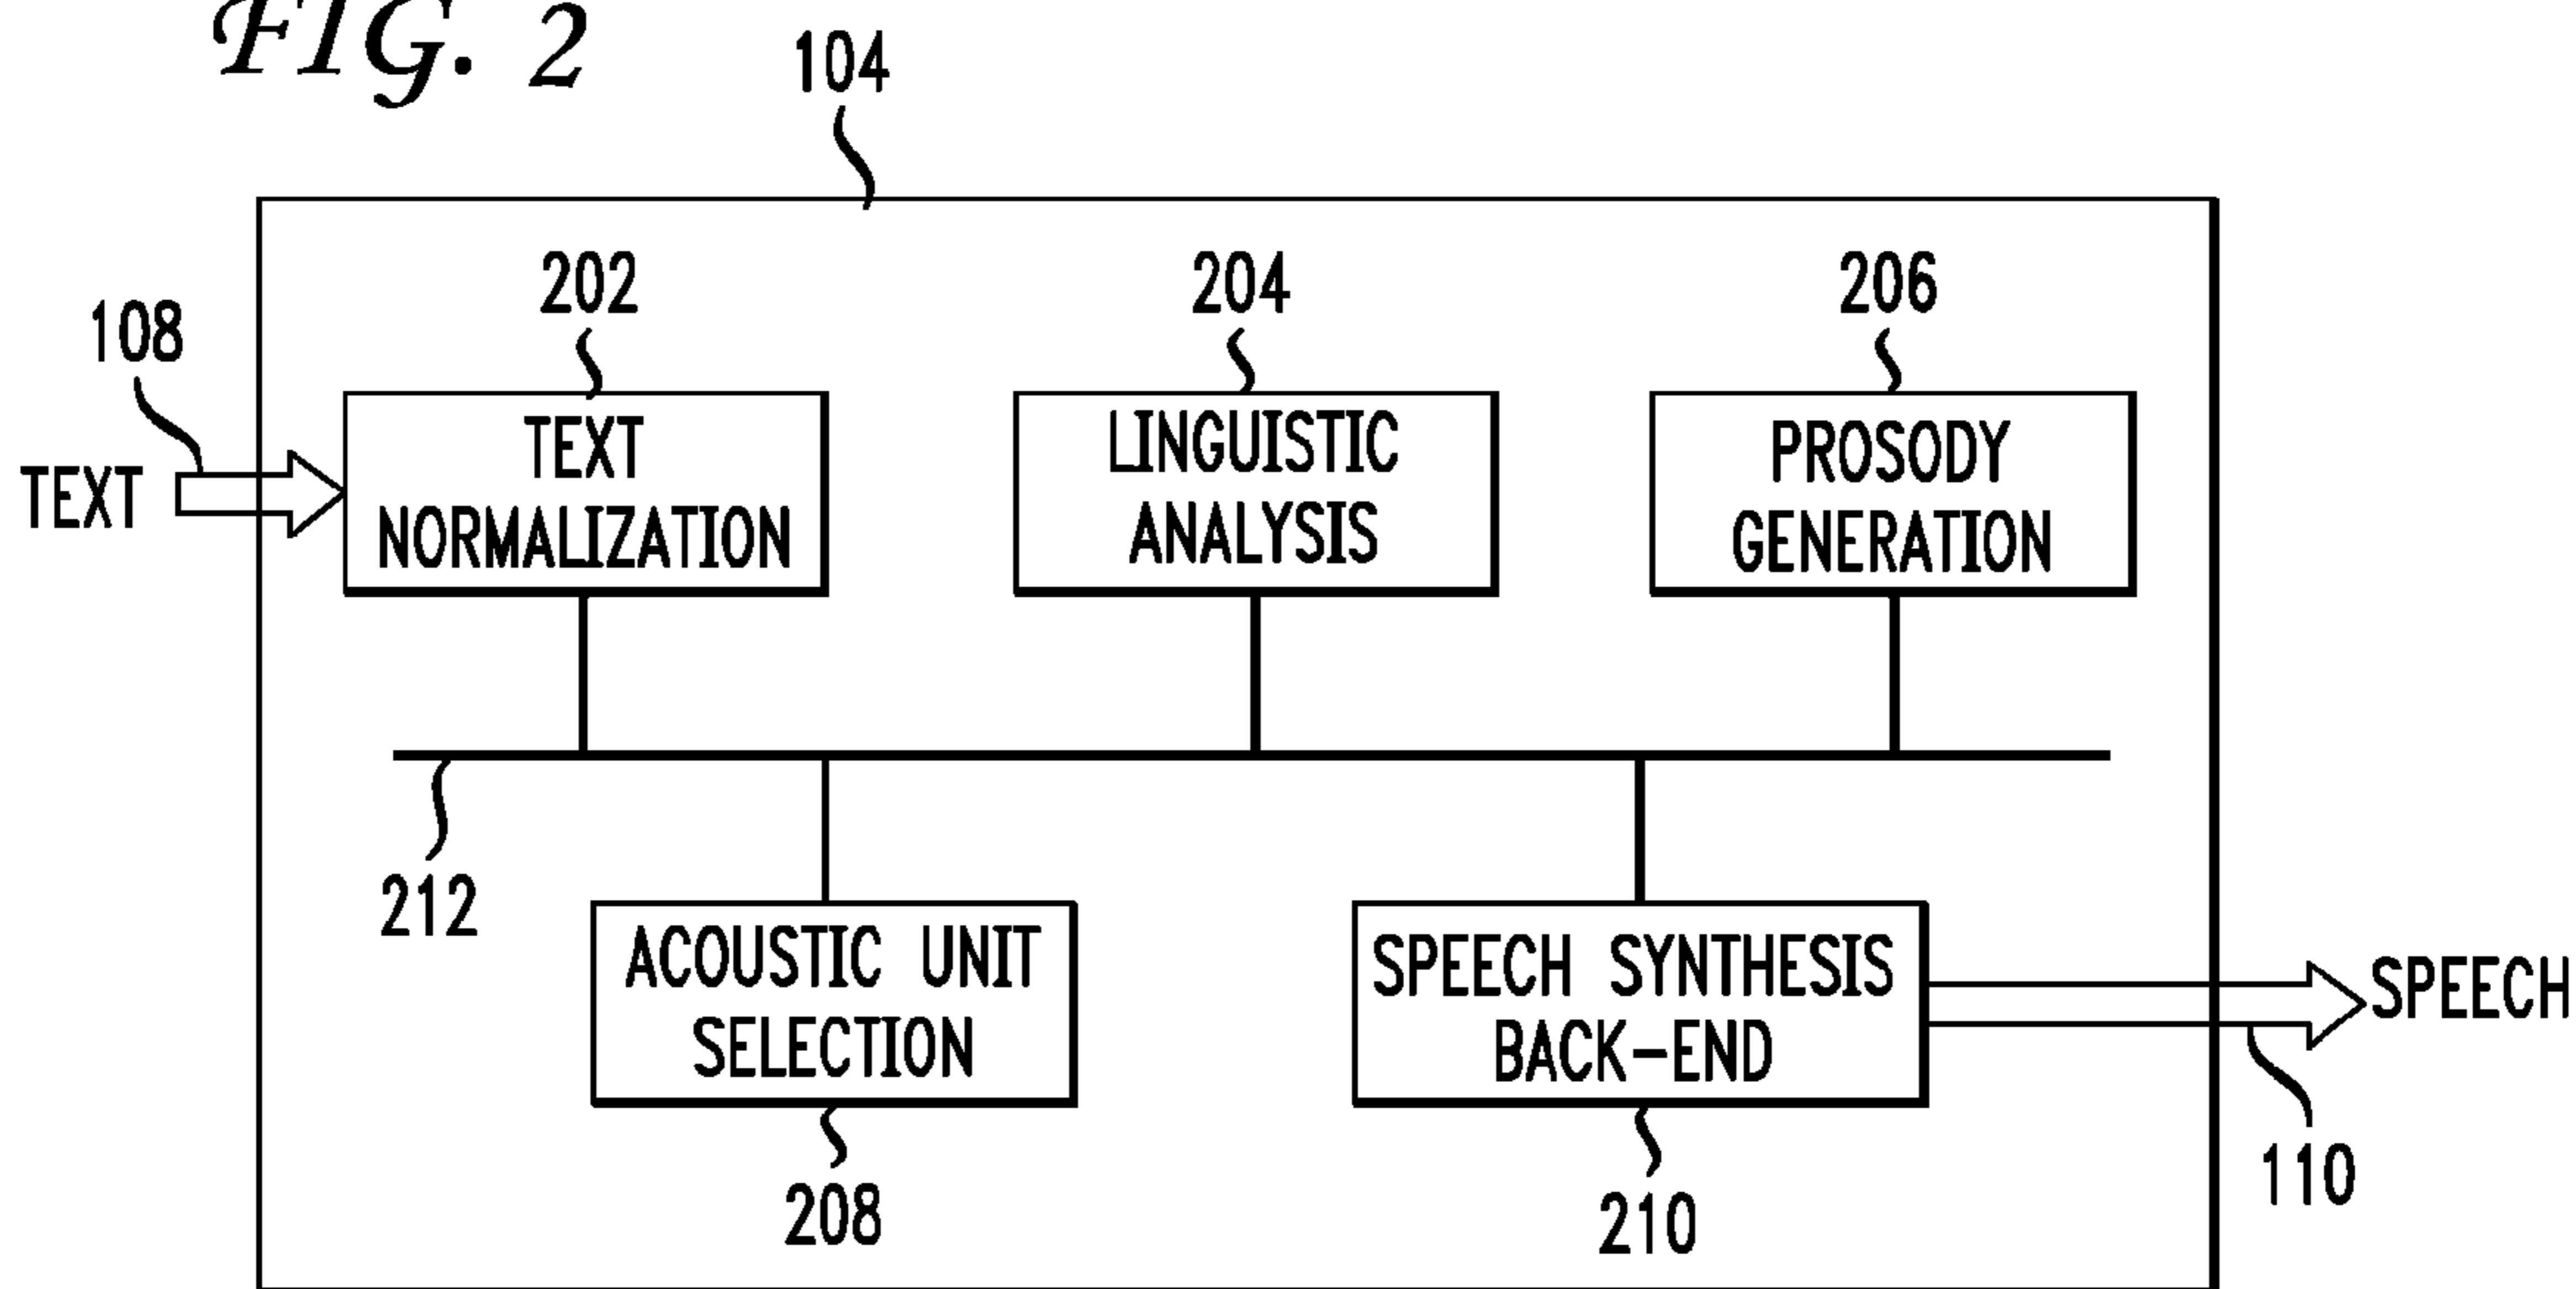 FIG. 2
104
202
204
206
108
TEXT
TEXT
NORMALIZATION
LINGUISTIC
ANALYSIS
PROSODY
GENERATION
212
ACOUSTIC UNIT
SELECTION
SPEECH SYNTHESIS
BACK-END
SPEECH
110
208
210